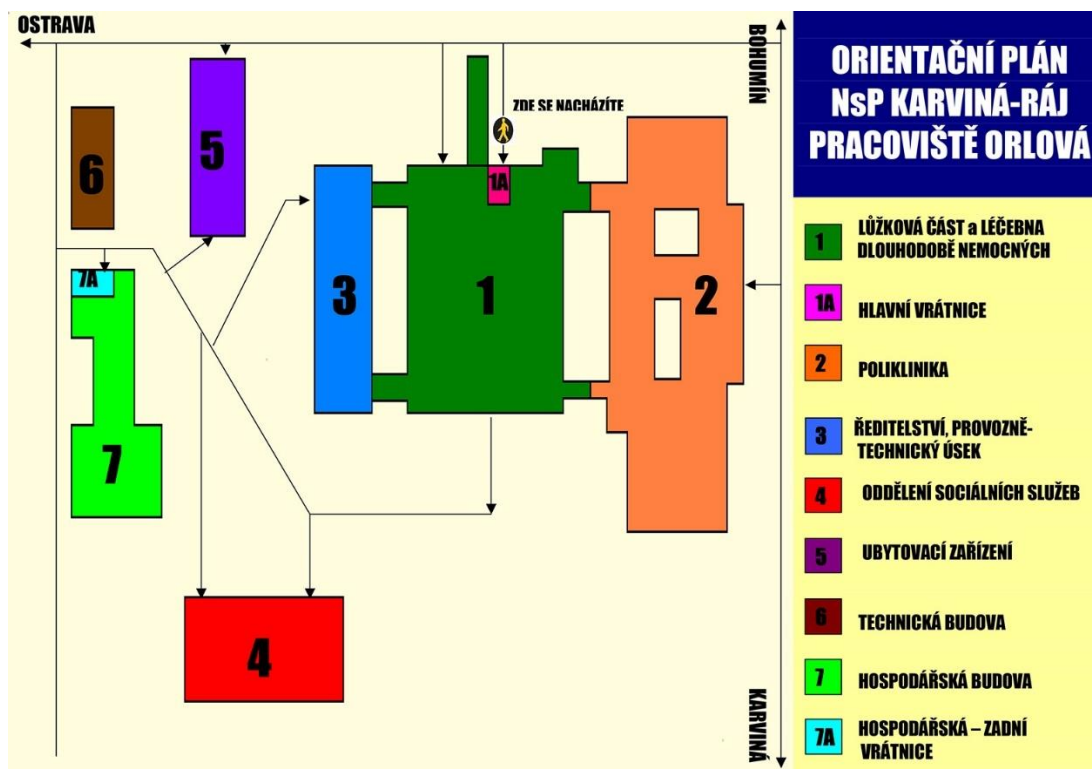 OSTRAVA
BOHUMÍN
ZDE SE NACHÁZÍTE
6
5
1A
7A
3
1
2
7
4
KARVINÁ
ORIENTAČNÍ PLÁN
NsP KARVINÁ-RÁJ
PRACOVIŠTĚ ORLOVÁ
1 LŮŽKOVÁ ČÁST a LÉČEBNA
DLOUHODOBĚ NEMOCNÝCH
1A HLAVNÍ VRÁTNICE
2 POLIKLINIKA
3 ŘEDITELSTVÍ, PROVOZNĚ-
TECHNICKÝ ÚSEK
4 ODDĚLENÍ SOCIÁLNÍCH SLUŽEB
5 UBYTOVACÍ ZAŘÍZENÍ
6 TECHNICKÁ BUDOVA
7 HOSPODÁŘSKÁ BUDOVA
7A HOSPODÁŘSKÁ – ZADNÍ
VRÁTNICE